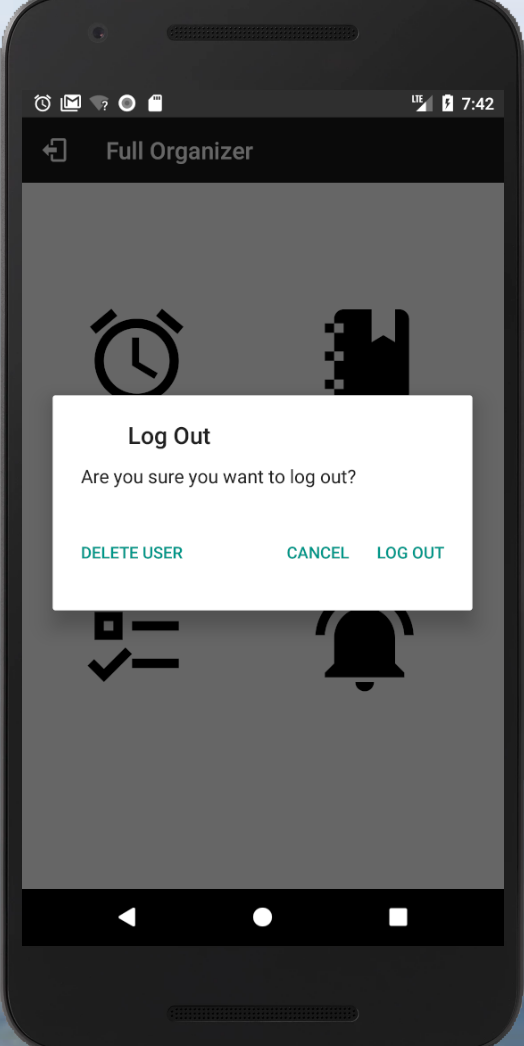 ? LTE 7:42
Full Organizer
Log Out
Are you sure you want to log out?
DELETE USER CANCEL LOG OUT